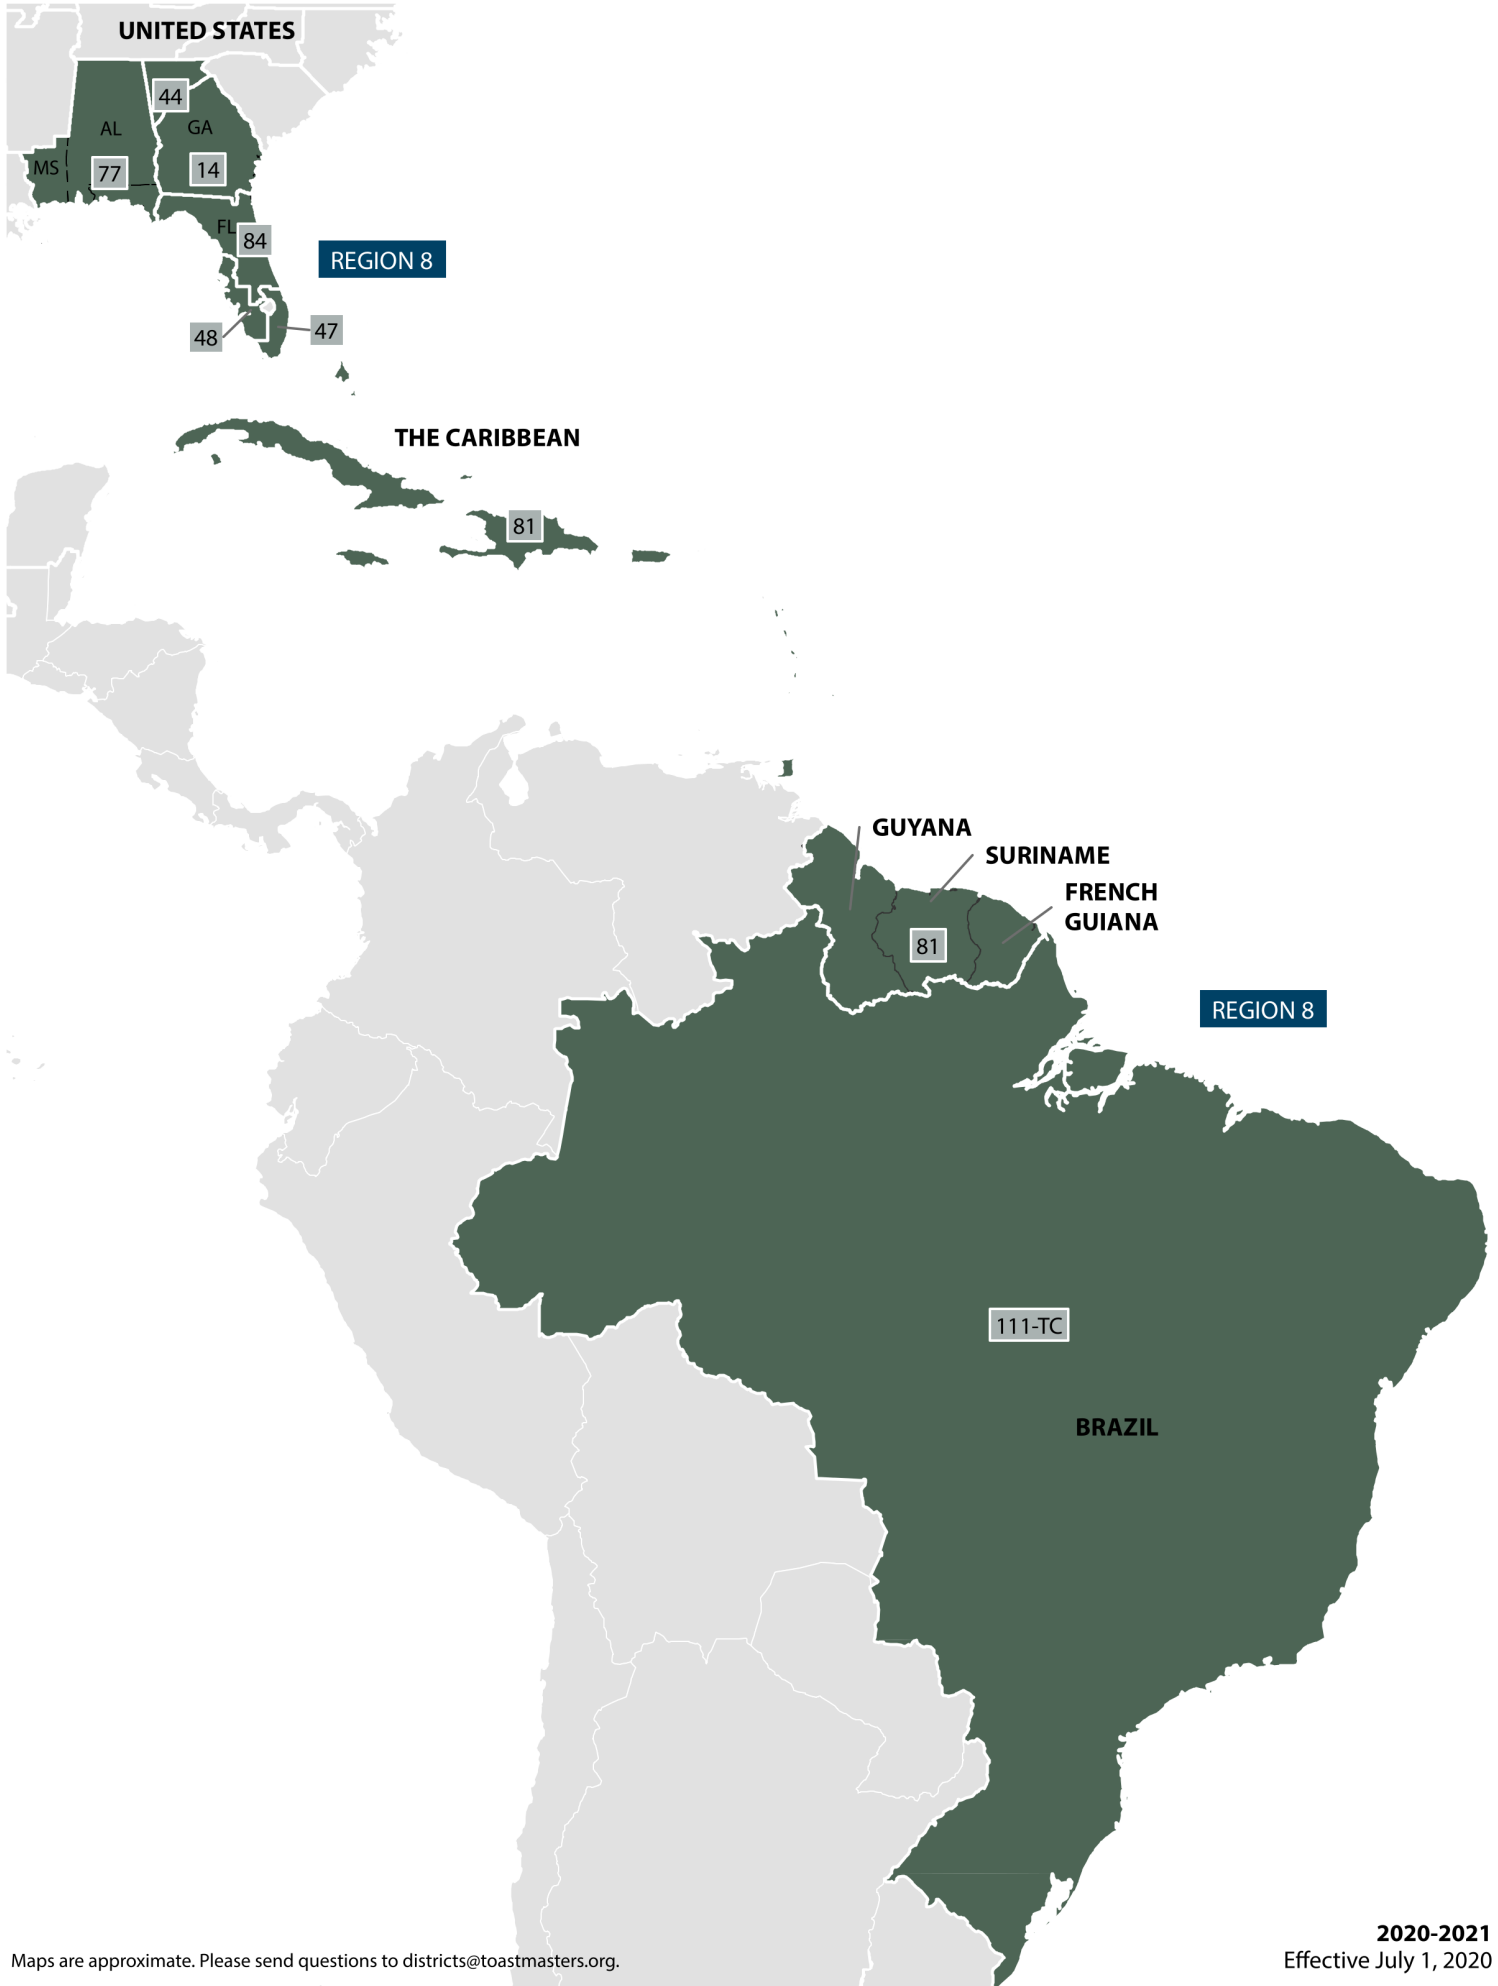 UNITED STATES
44
AL
GA
MS
77
14
FL
84
REGION 8
48
47
THE CARIBBEAN
81
GUYANA
SURINAME
FRENCH
GUIANA
81
REGION 8
111-TC
BRAZIL
2020-2021
Maps are approximate. Please send questions to districts@toastmasters.org.
Effective July 1, 2020